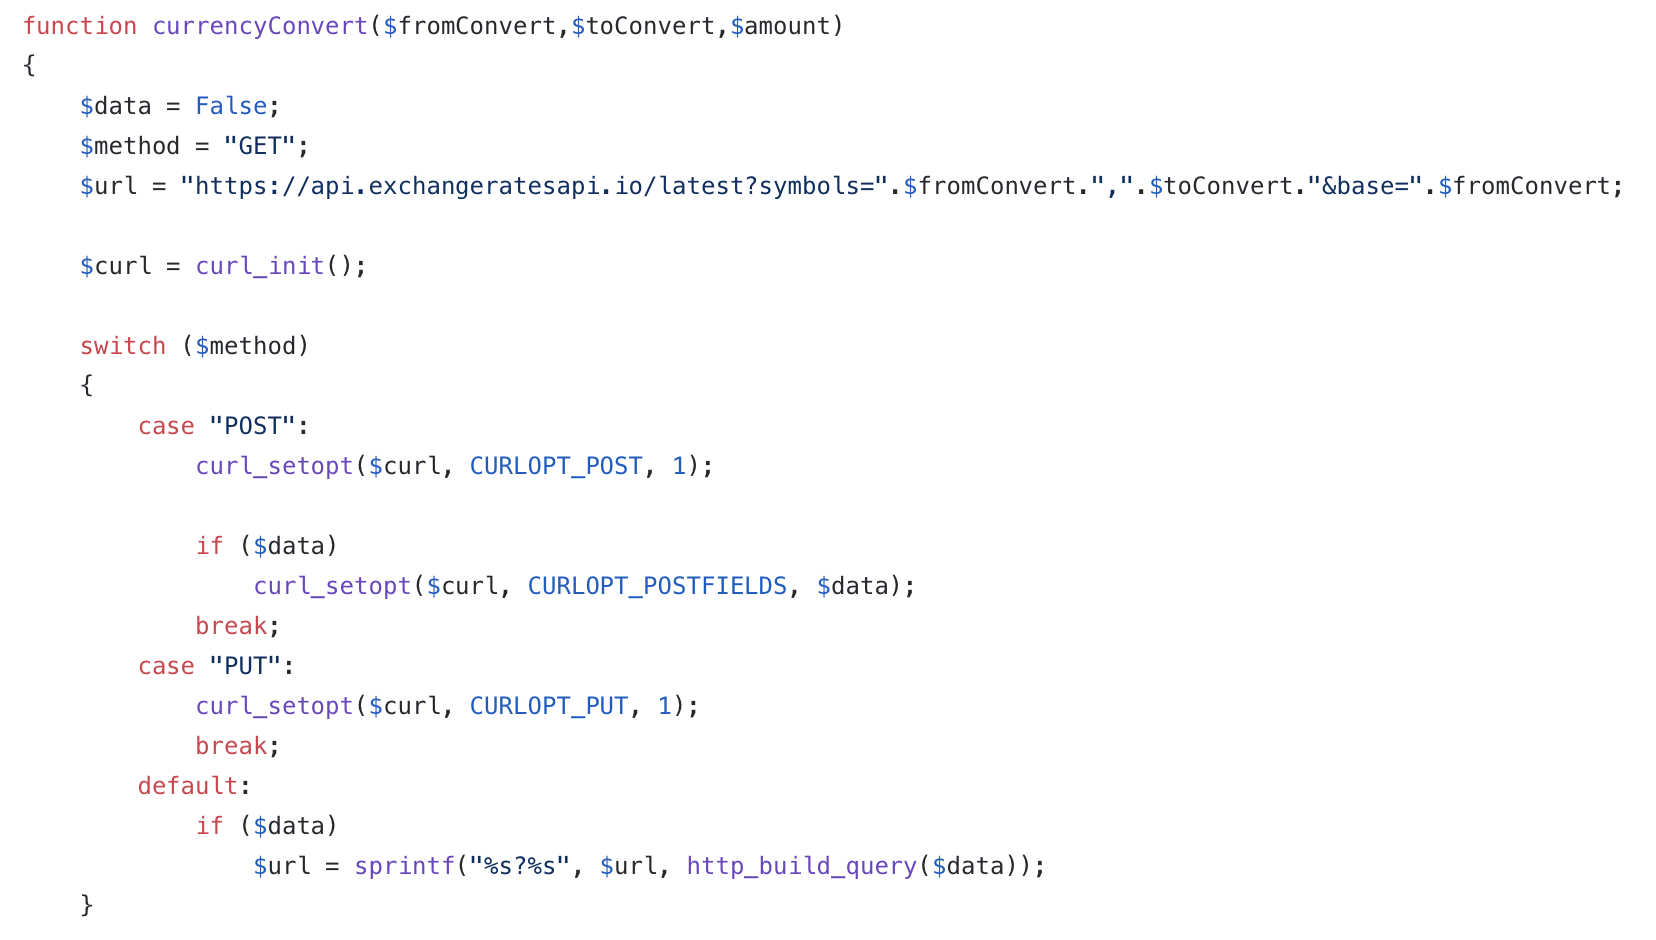 function currencyConvert($fromConvert,$toConvert,$amount)
{
    $data = False;
    $method = "GET";
    $url = "https://api.exchangeratesapi.io/latest?symbols=".$fromConvert.",".$toConvert."&base=".$fromConvert;

    $curl = curl_init();

    switch ($method)
    {
        case "POST":
            curl_setopt($curl, CURLOPT_POST, 1);

            if ($data)
                curl_setopt($curl, CURLOPT_POSTFIELDS, $data);
            break;
        case "PUT":
            curl_setopt($curl, CURLOPT_PUT, 1);
            break;
        default:
            if ($data)
                $url = sprintf("%s?%s", $url, http_build_query($data));
    }